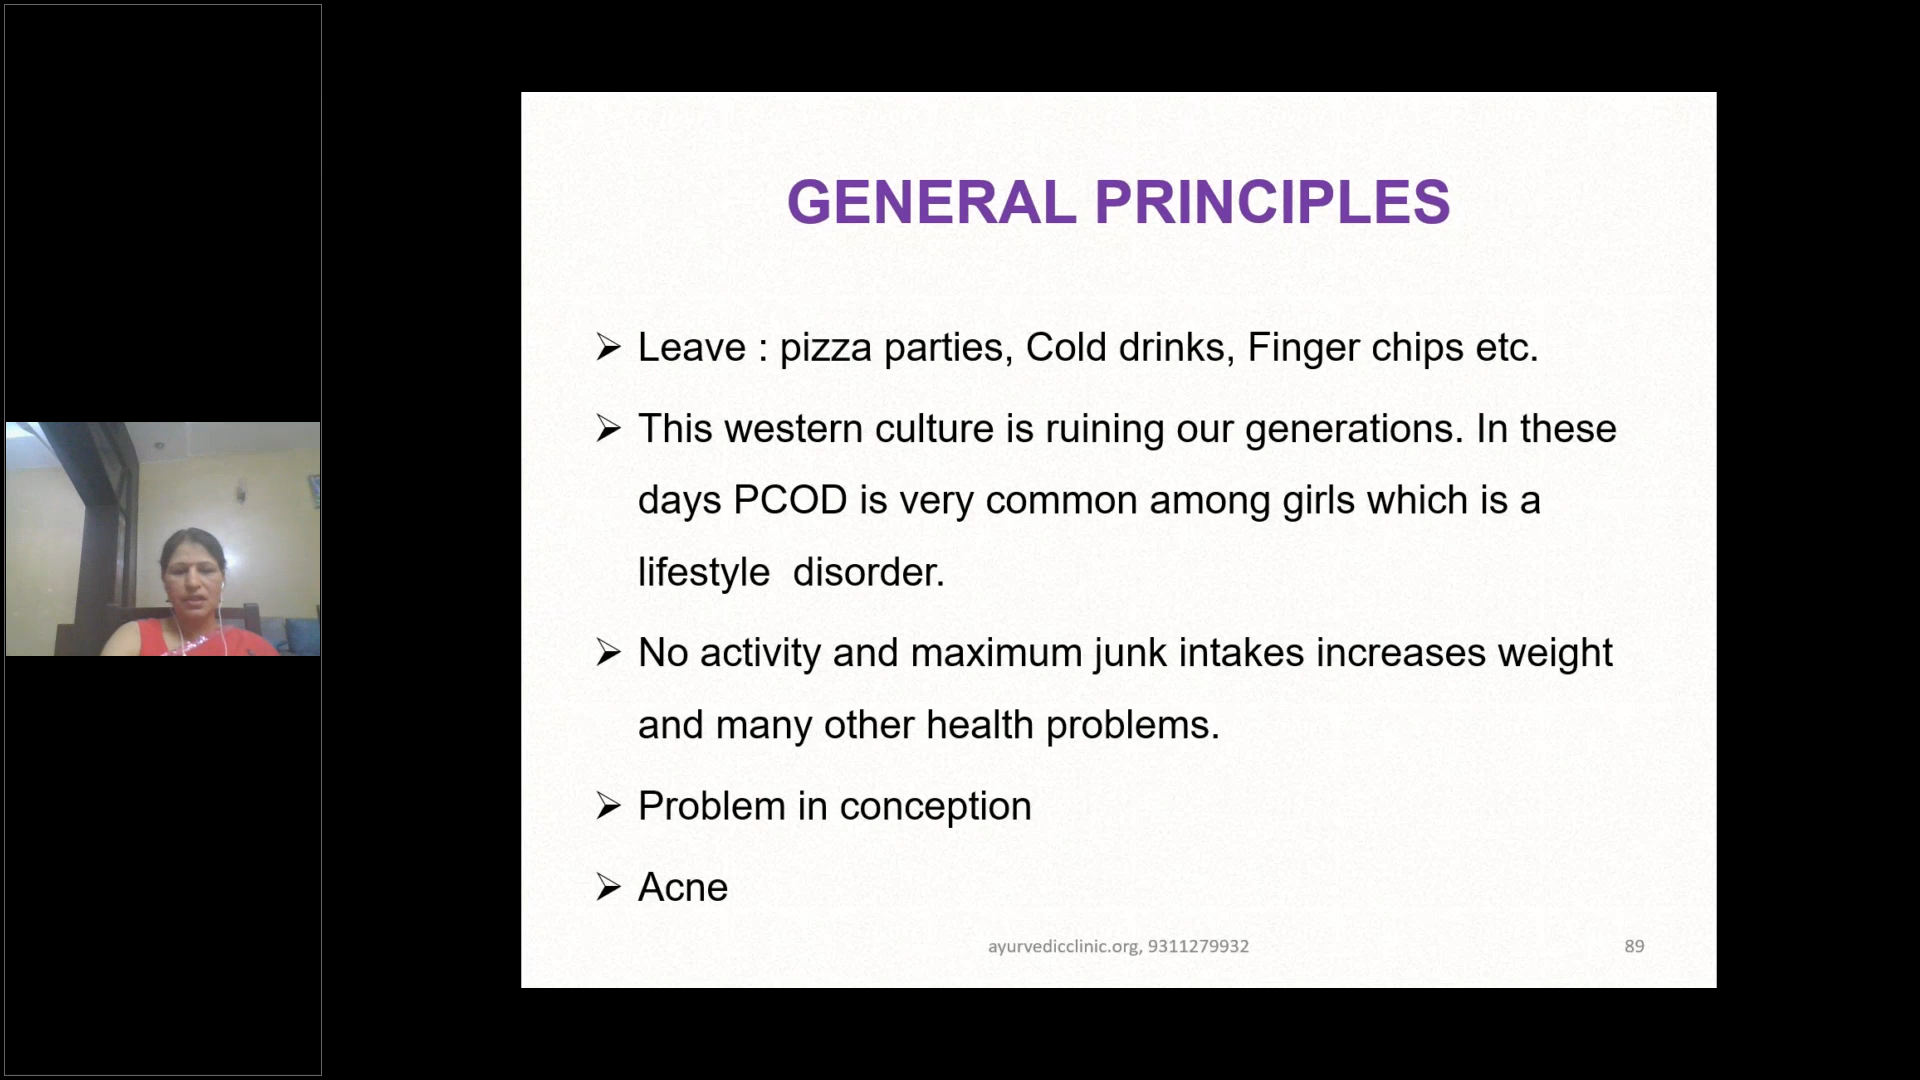 GENERAL PRINCIPLES
➢ Leave : pizza parties, Cold drinks, Finger chips etc.
➢ This western culture is ruining our generations. In these
days PCOD is very common among girls which is a
lifestyle  disorder.
➢ No activity and maximum junk intakes increases weight
and many other health problems.
➢ Problem in conception
➢ Acne
ayurvedicclinic.org, 9311279932
89